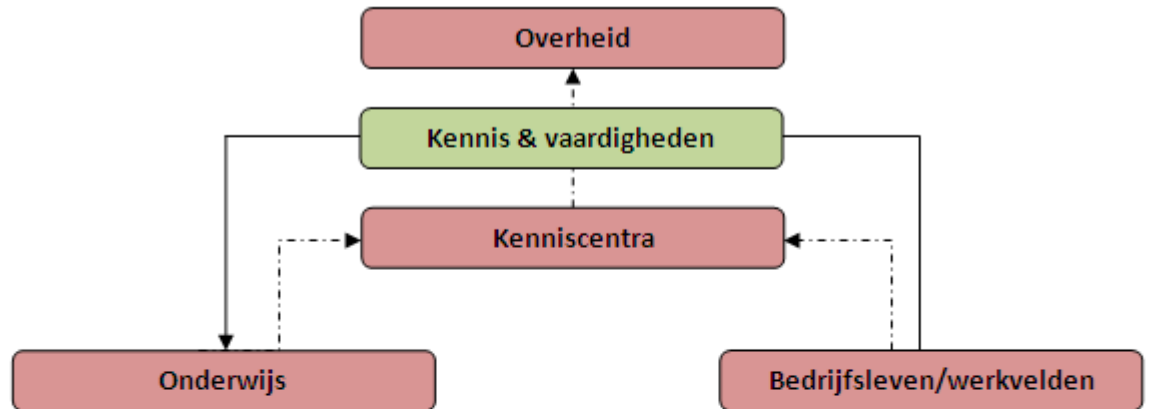 Overheid
Kennis & vaardigheden
Kenniscentra
Onderwijs
Bedrijfsleven/werkvelden